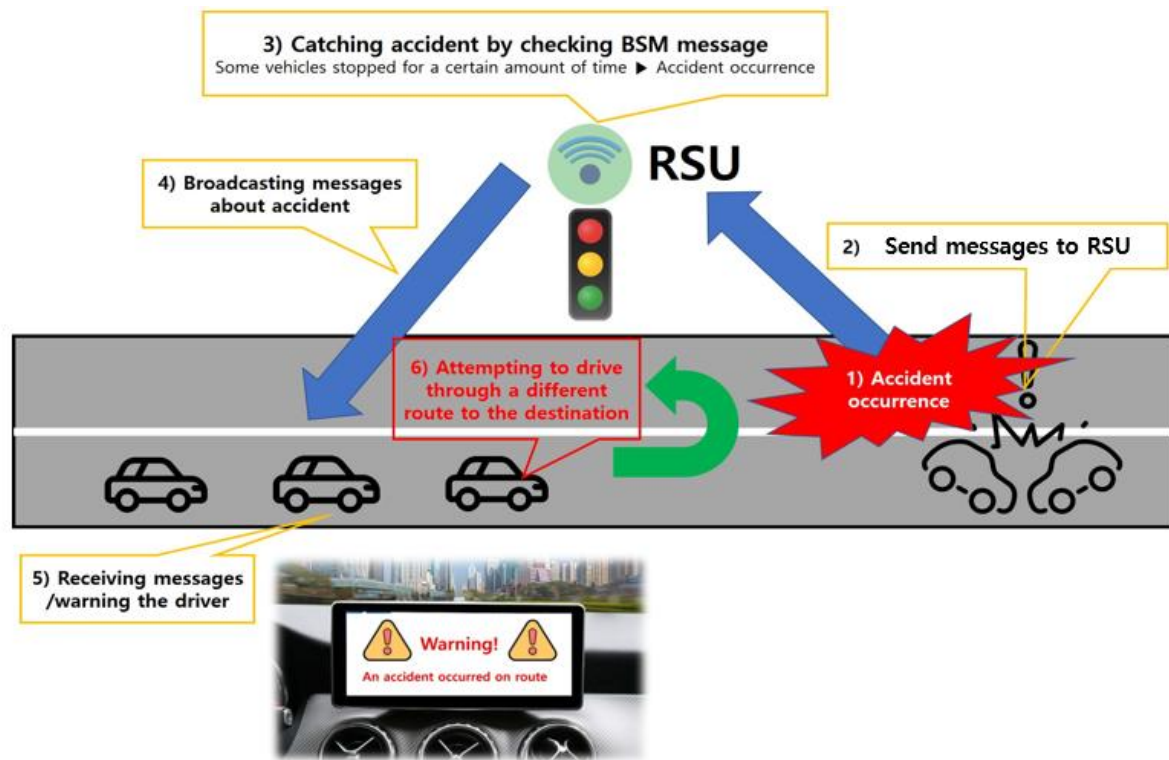 3) Catching accident by checking BSM message
Some vehicles stopped for a certain amount of time ▶ Accident occurrence
RSU
4) Broadcasting messages
about accident
2) Send messages to RSU
6) Attempting to drive
through a different
route to the destination
1) Accident
occurrence
5) Receiving messages
/warning the driver
Warning!
An accident occurred on route